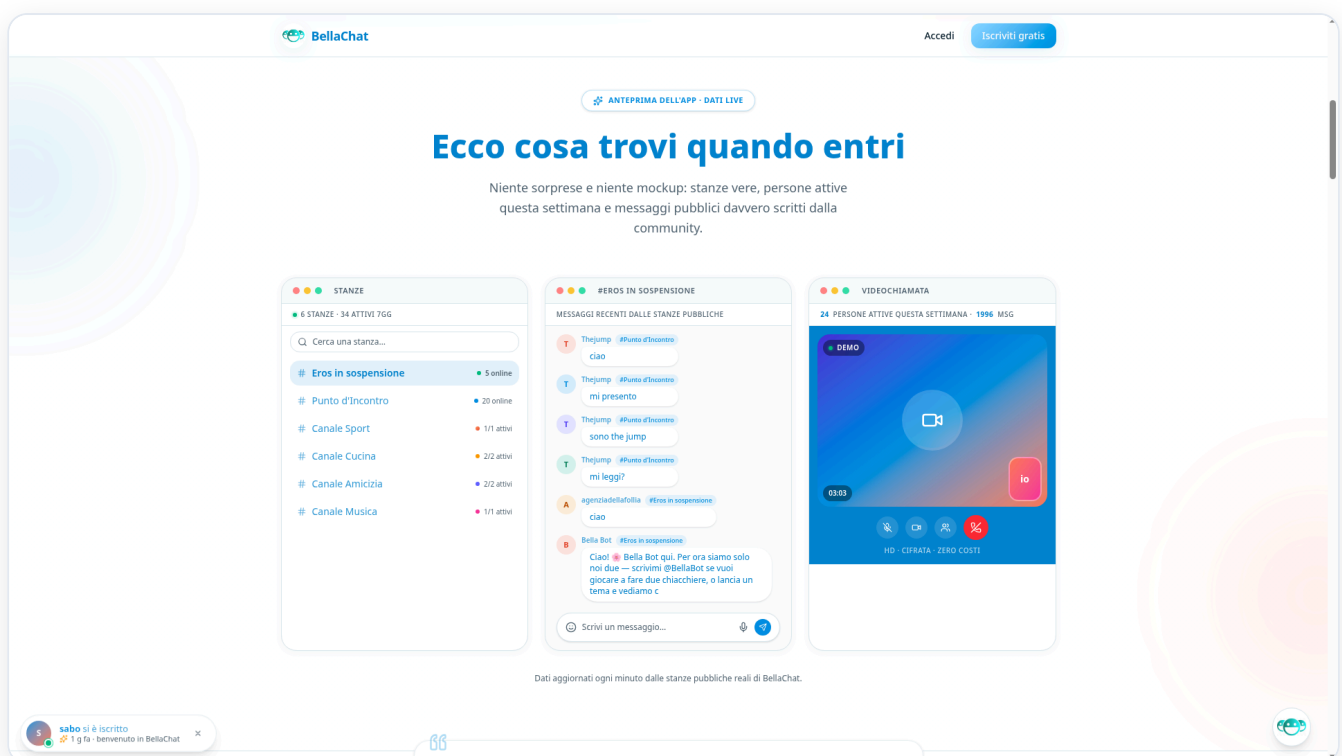 BellaChat
Accedi
Iscriviti gratis
ANTEPRIMA DELL'APP · DATI LIVE
Ecco cosa trovi quando entri
Niente sorprese e niente mockup: stanze vere, persone attive
questa settimana e messaggi pubblici davvero scritti dalla
community.
STANZE
6 STANZE · 34 ATTIVI 7GG
Cerca una stanza...
# Eros in sospensione 5 online
# Punto d'Incontro 20 online
# Canale Sport 1/1 attivi
# Canale Cucina 2/2 attivi
# Canale Amicizia 2/2 attivi
# Canale Musica 1/1 attivi
#EROS IN SOSPENSIONE
MESSAGGI RECENTI DALLE STANZE PUBBLICHE
T
Thejump #Punto d'Incontro
ciao
T
Thejump #Punto d'Incontro
mi presento
T
Thejump #Punto d'Incontro
sono the jump
T
Thejump #Punto d'Incontro
mi leggi?
A
agenziadellafollia #Eros in sospensione
ciao
B
Bella Bot #Eros in sospensione
Ciao! 🌸 Bella Bot qui. Per ora siamo solo
noi due — scrivimi @BellaBot se vuoi
giocare a fare due chiacchiere, o lancia un
tema e vediamo c
Scrivi un messaggio...
VIDEOCHIAMATA
24 PERSONE ATTIVE QUESTA SETTIMANA · 1996 MSG
DEMO
io
03:03
HD · CIFRATA · ZERO COSTI
Dati aggiornati ogni minuto dalle stanze pubbliche reali di BellaChat.
S
sabo si è iscritto
✨ 1 g fa · benvenuto in BellaChat
×